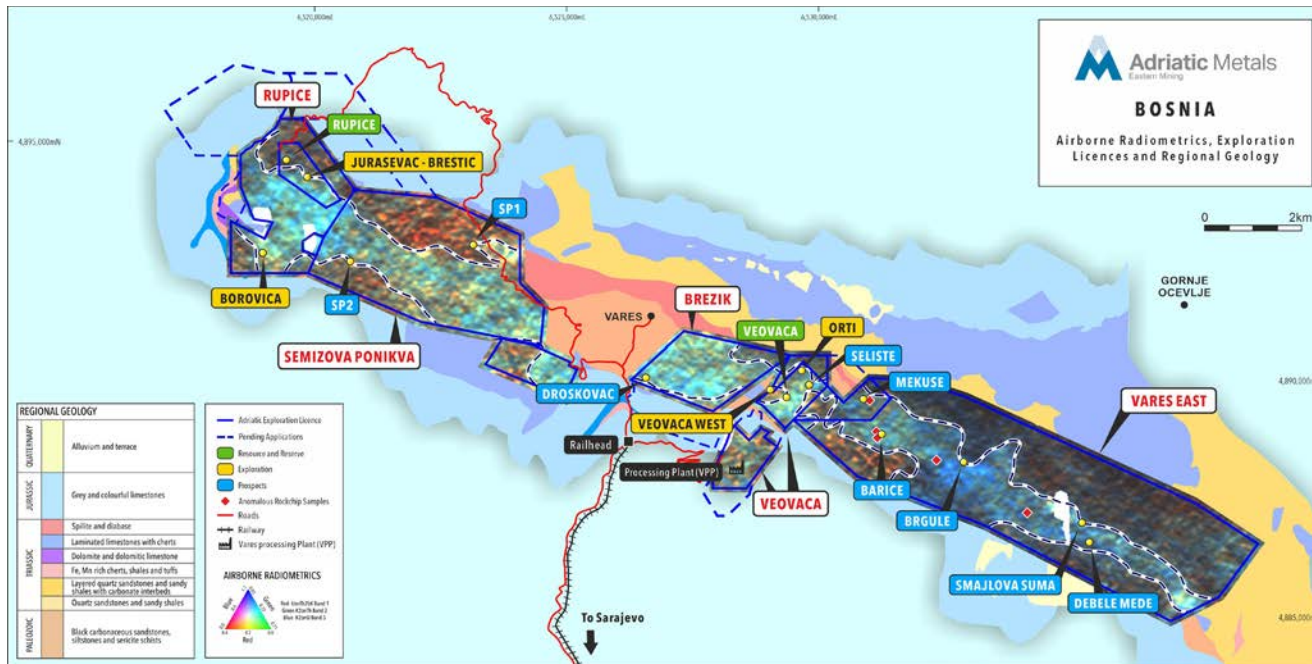 4,520,000mE
4,525,000mE
4,530,000mE
Adriatic Metals
Eastern Mining
BOSNIA
Airborne Radiometrics, Exploration
Licences and Regional Geology
0
2km
4,895,000mN
RUPICE
RUPICE
JURASEVAC - BRESTIC
SP1
BOROVICA
SP2
SEMIZOVA PONIKVA
VARES
BREZIK
VEOVACA
ORTI
SELISTE
MEKUSE
GORNJE
OCEVLJE
VARES EAST
4,890,000m
DROSKOVAC
VEOVACA WEST
Railhead
Processing Plant (VPP)
VEOVACA
BARICE
BRGULE
SMAJLOVA SUMA
DEBELE MEDE
4,885,000m
To Sarajevo
REGIONAL GEOLOGY
QUATERNARY
Alluvium and terrace
JURASSIC
Grey and colourful limestones
TRIASSIC
Spilite and diabase
Laminated limestones with cherts
Dolomite and dolomitic limestone
Fe, Mn rich cherts, shales and tuffs
Layered quartz sandstones and sandy
shales with carbonate interbeds
Quartz sandstones and sandy shales
PALEOZOIC
Black carbonaceous sandstones,
siltstones and sericite schists
Adriatic Exploration Licence
Pending Applications
Resource and Reserve
Exploration
Prospects
Anomalous Rockchip Samples
Roads
Railway
Vares processing Plant (VPP)
AIRBORNE RADIOMETRICS
Blue
Green
Red